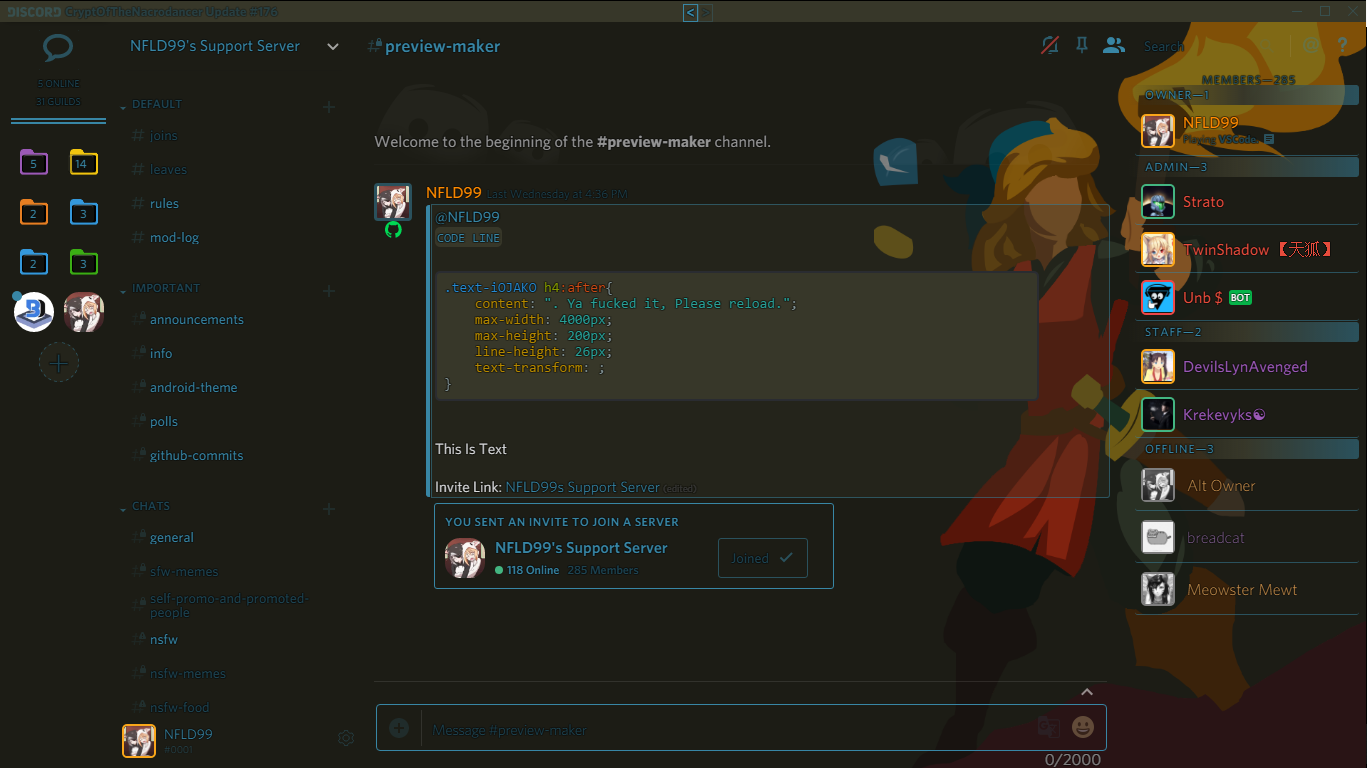 DISCORD CryptOfTheNecrodancer Update #176
< >
NFLD99's Support Server
#preview-maker
Search
?
5 ONLINE
31 GUILDS
5
14
2
3
2
3
DEFAULT
joins
leaves
rules
mod-log
IMPORTANT
announcements
info
android-theme
polls
github-commits
CHATS
general
sfw-memes
self-promo-and-promoted-
people
nsfw
nsfw-memes
nsfw-food
NFLD99
#0001
Welcome to the beginning of the #preview-maker channel.
NFLD99 Last Wednesday at 4:36 PM
@NFLD99
CODE LINE
.text-iOJAKO h4:after{
content: ". Ya fucked it, Please reload.";
max-width: 4000px;
max-height: 200px;
line-height: 26px;
text-transform: ;
}
This Is Text
Invite Link: NFLD99s Support Server (edited)
YOU SENT AN INVITE TO JOIN A SERVER
NFLD99's Support Server
118 Online 285 Members
Joined
Message #preview-maker
0/2000
MEMBERS—285
OWNER—1
NFLD99
Playing VSCode
ADMIN—3
Strato
TwinShadow 【天狐】
Unb $ BOT
STAFF—2
DevilsLynAvenged
Krekevyks☯
OFFLINE—3
Alt Owner
breadcat
Meowster Mewt